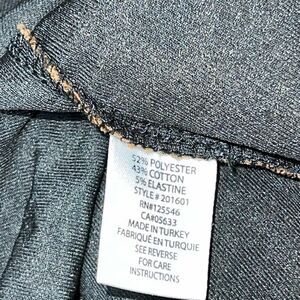 52% POLYESTER
43% COTTON
5% ELASTINE
STYLE# 201601
RN#125546
CA#05633
MADE IN TURKEY
FABRIQUÉ EN TURQUIE
SEE REVERSE
FOR CARE
INSTRUCTIONS